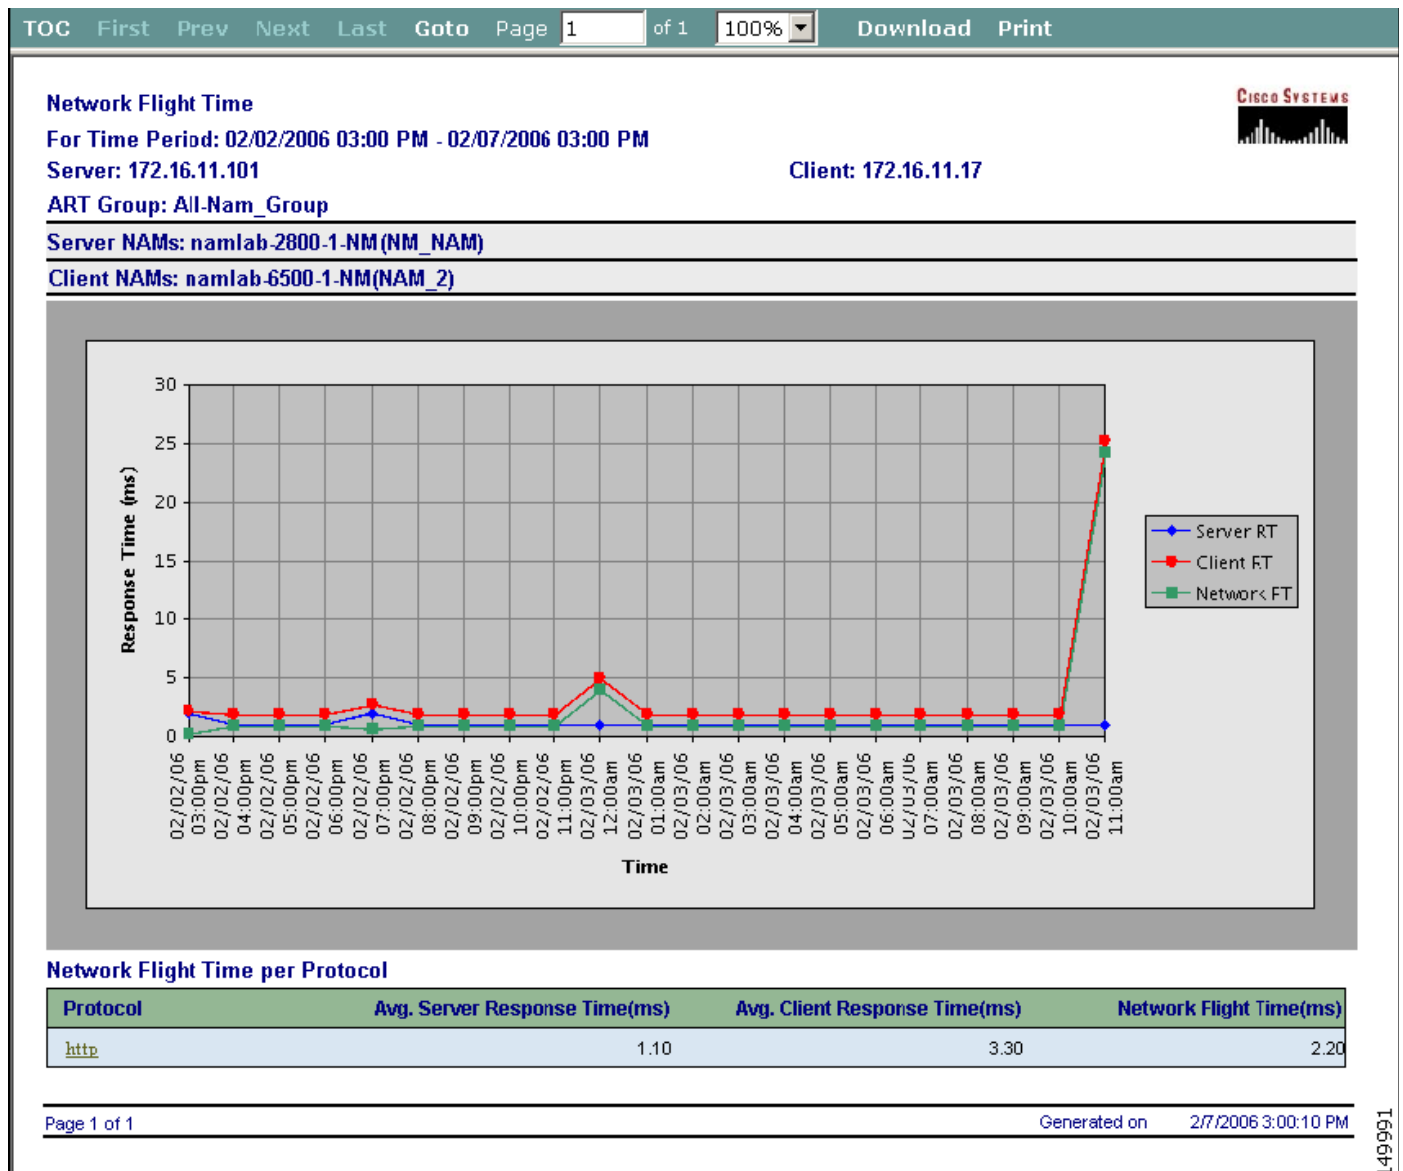 TOC First Prev Next Last Goto Page 1 of 1 100% Download Print
CISCO SYSTEMS
Network Flight Time
For Time Period: 02/02/2006 03:00 PM - 02/07/2006 03:00 PM
Server: 172.16.11.101 Client: 172.16.11.17
ART Group: All-Nam_Group
Server NAMs: namlab-2800-1-NM(NM_NAM)
Client NAMs: namlab-6500-1-NM(NAM_2)
30
25
20
15
10
5
0
Response Time (ms)
Server RT
Client RT
Network FT
02/02/06 03:00pm
02/02/06 04:00pm
02/02/06 05:00pm
02/02/06 06:00pm
02/02/06 07:00pm
02/02/06 08:00pm
02/02/06 09:00pm
02/02/06 10:00pm
02/02/06 11:00pm
02/03/06 12:00am
02/03/06 01:00am
02/03/06 02:00am
02/03/06 03:00am
02/03/06 04:00am
02/03/06 05:00am
02/03/06 06:00am
02/03/06 07:00am
02/03/06 08:00am
02/03/06 09:00am
02/03/06 10:00am
02/03/06 11:00am
Time
Network Flight Time per Protocol
Protocol Avg. Server Response Time(ms) Avg. Client Response Time(ms) Network Flight Time(ms)
http 1.10 3.30 2.20
Page 1 of 1 Generated on 2/7/2006 3:00:10 PM
149991